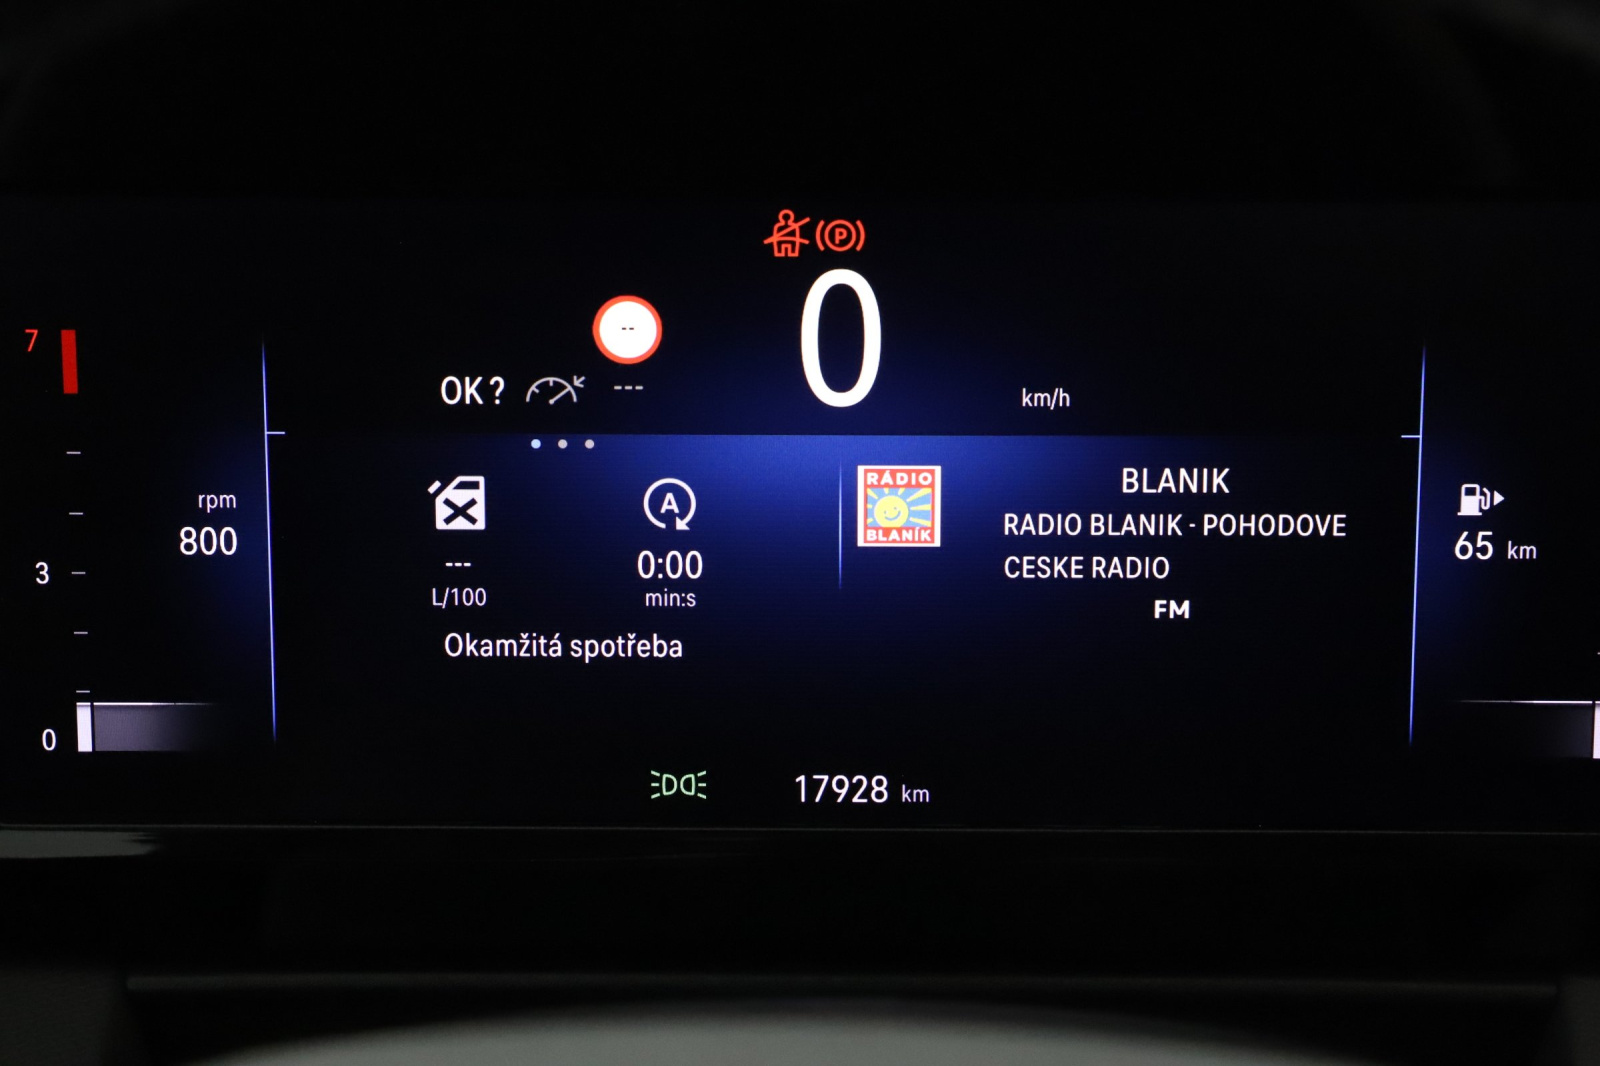 P
0
--
7
OK? ---
km/h
RÁDIO
BLANÍK
BLANIK
rpm
A
RADIO BLANIK - POHODOVE
800
65 km
3
---
0:00
CESKE RADIO
L/100
min:s
FM
Okamžitá spotřeba
0
17928 km